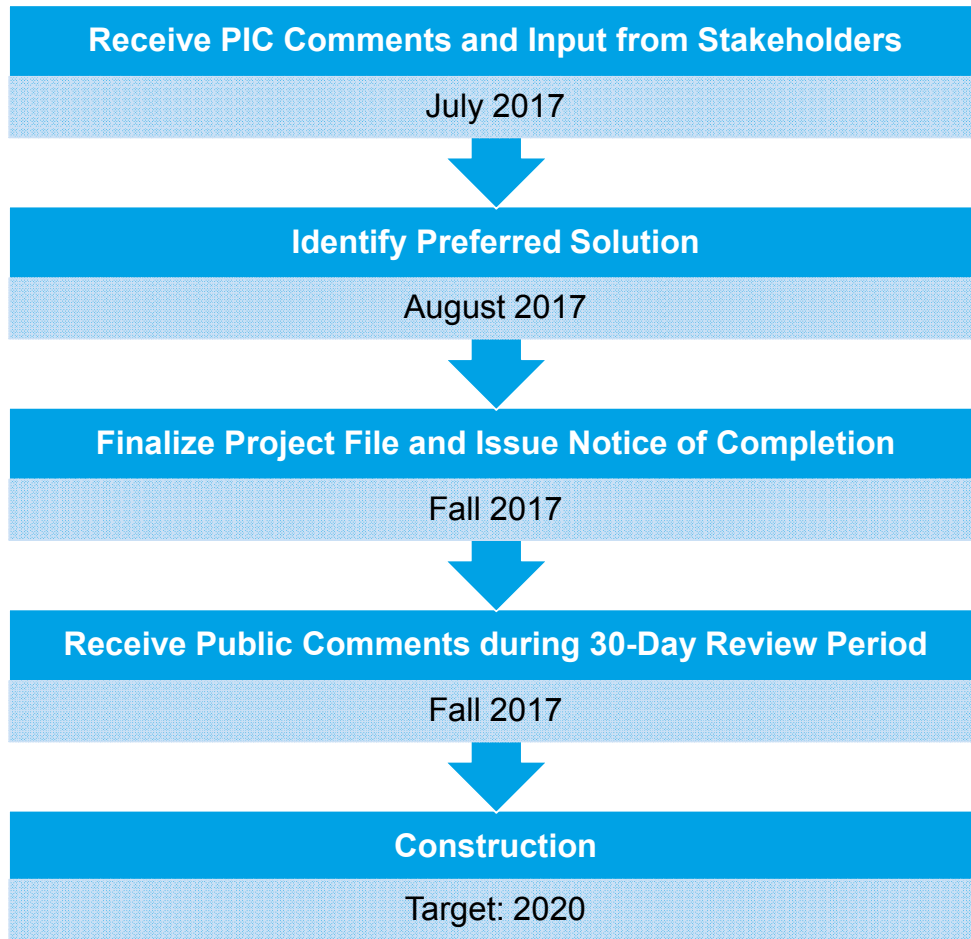 Receive PIC Comments and Input from Stakeholders
July 2017
Identify Preferred Solution
August 2017
Finalize Project File and Issue Notice of Completion
Fall 2017
Receive Public Comments during 30-Day Review Period
Fall 2017
Construction
Target: 2020